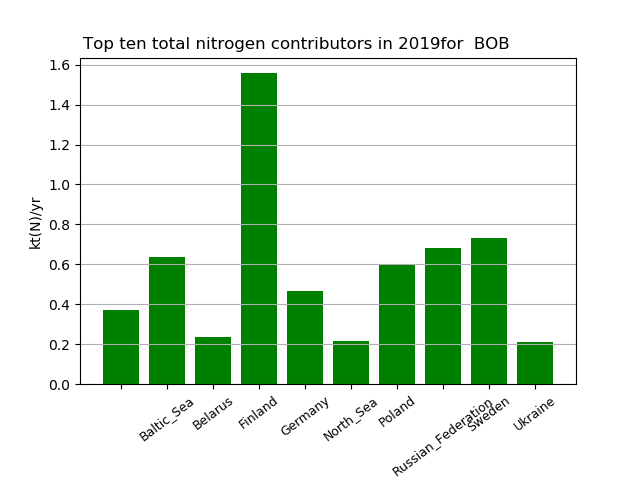 Top ten total nitrogen contributors in 2019for  BOB
1.6
1.4
1.2
1.0
0.8
0.6
0.4
0.2
0.0
kt(N)/yr
Baltic_Sea
Belarus
Finland
Germany
North_Sea
Poland
Russian_Federation
Sweden
Ukraine